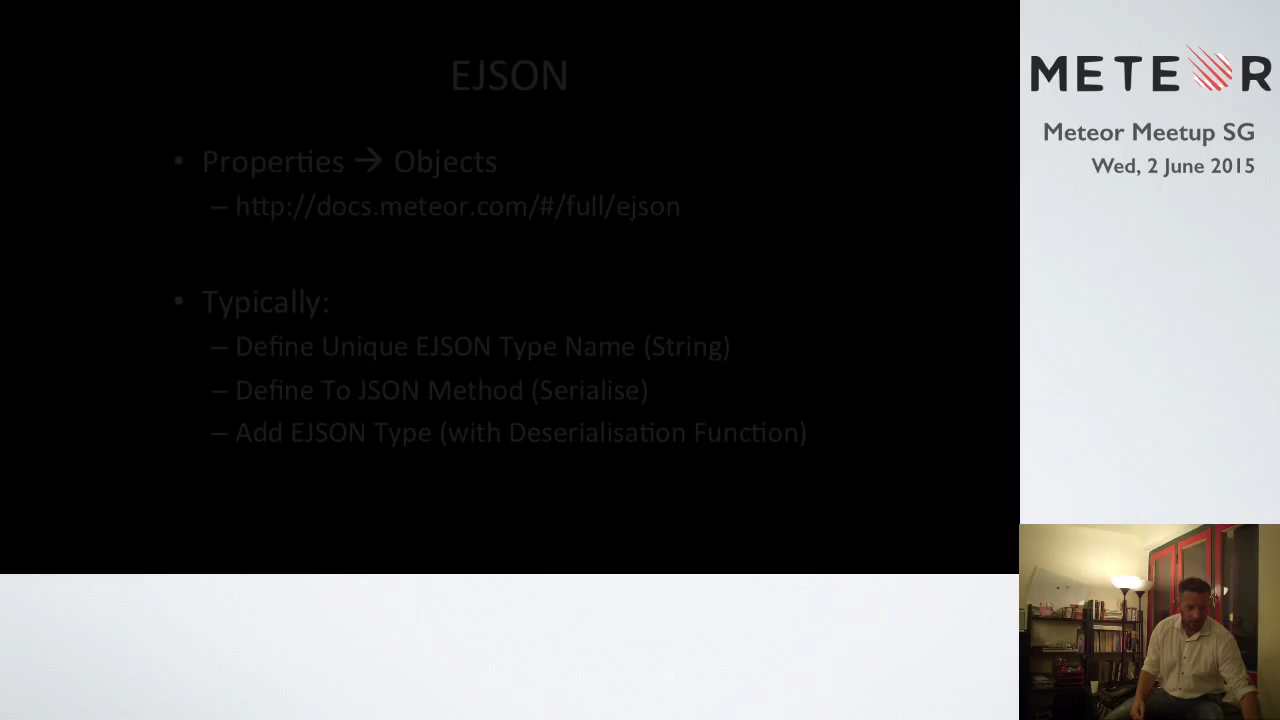 EJSON
• Properties → Objects
– http://docs.meteor.com/#/full/ejson
• Typically:
– Define Unique EJSON Type Name (String)
– Define To JSON Method (Serialise)
– Add EJSON Type (with Deserialisation Function)
METEOR
Meteor Meetup SG
Wed, 2 June 2015